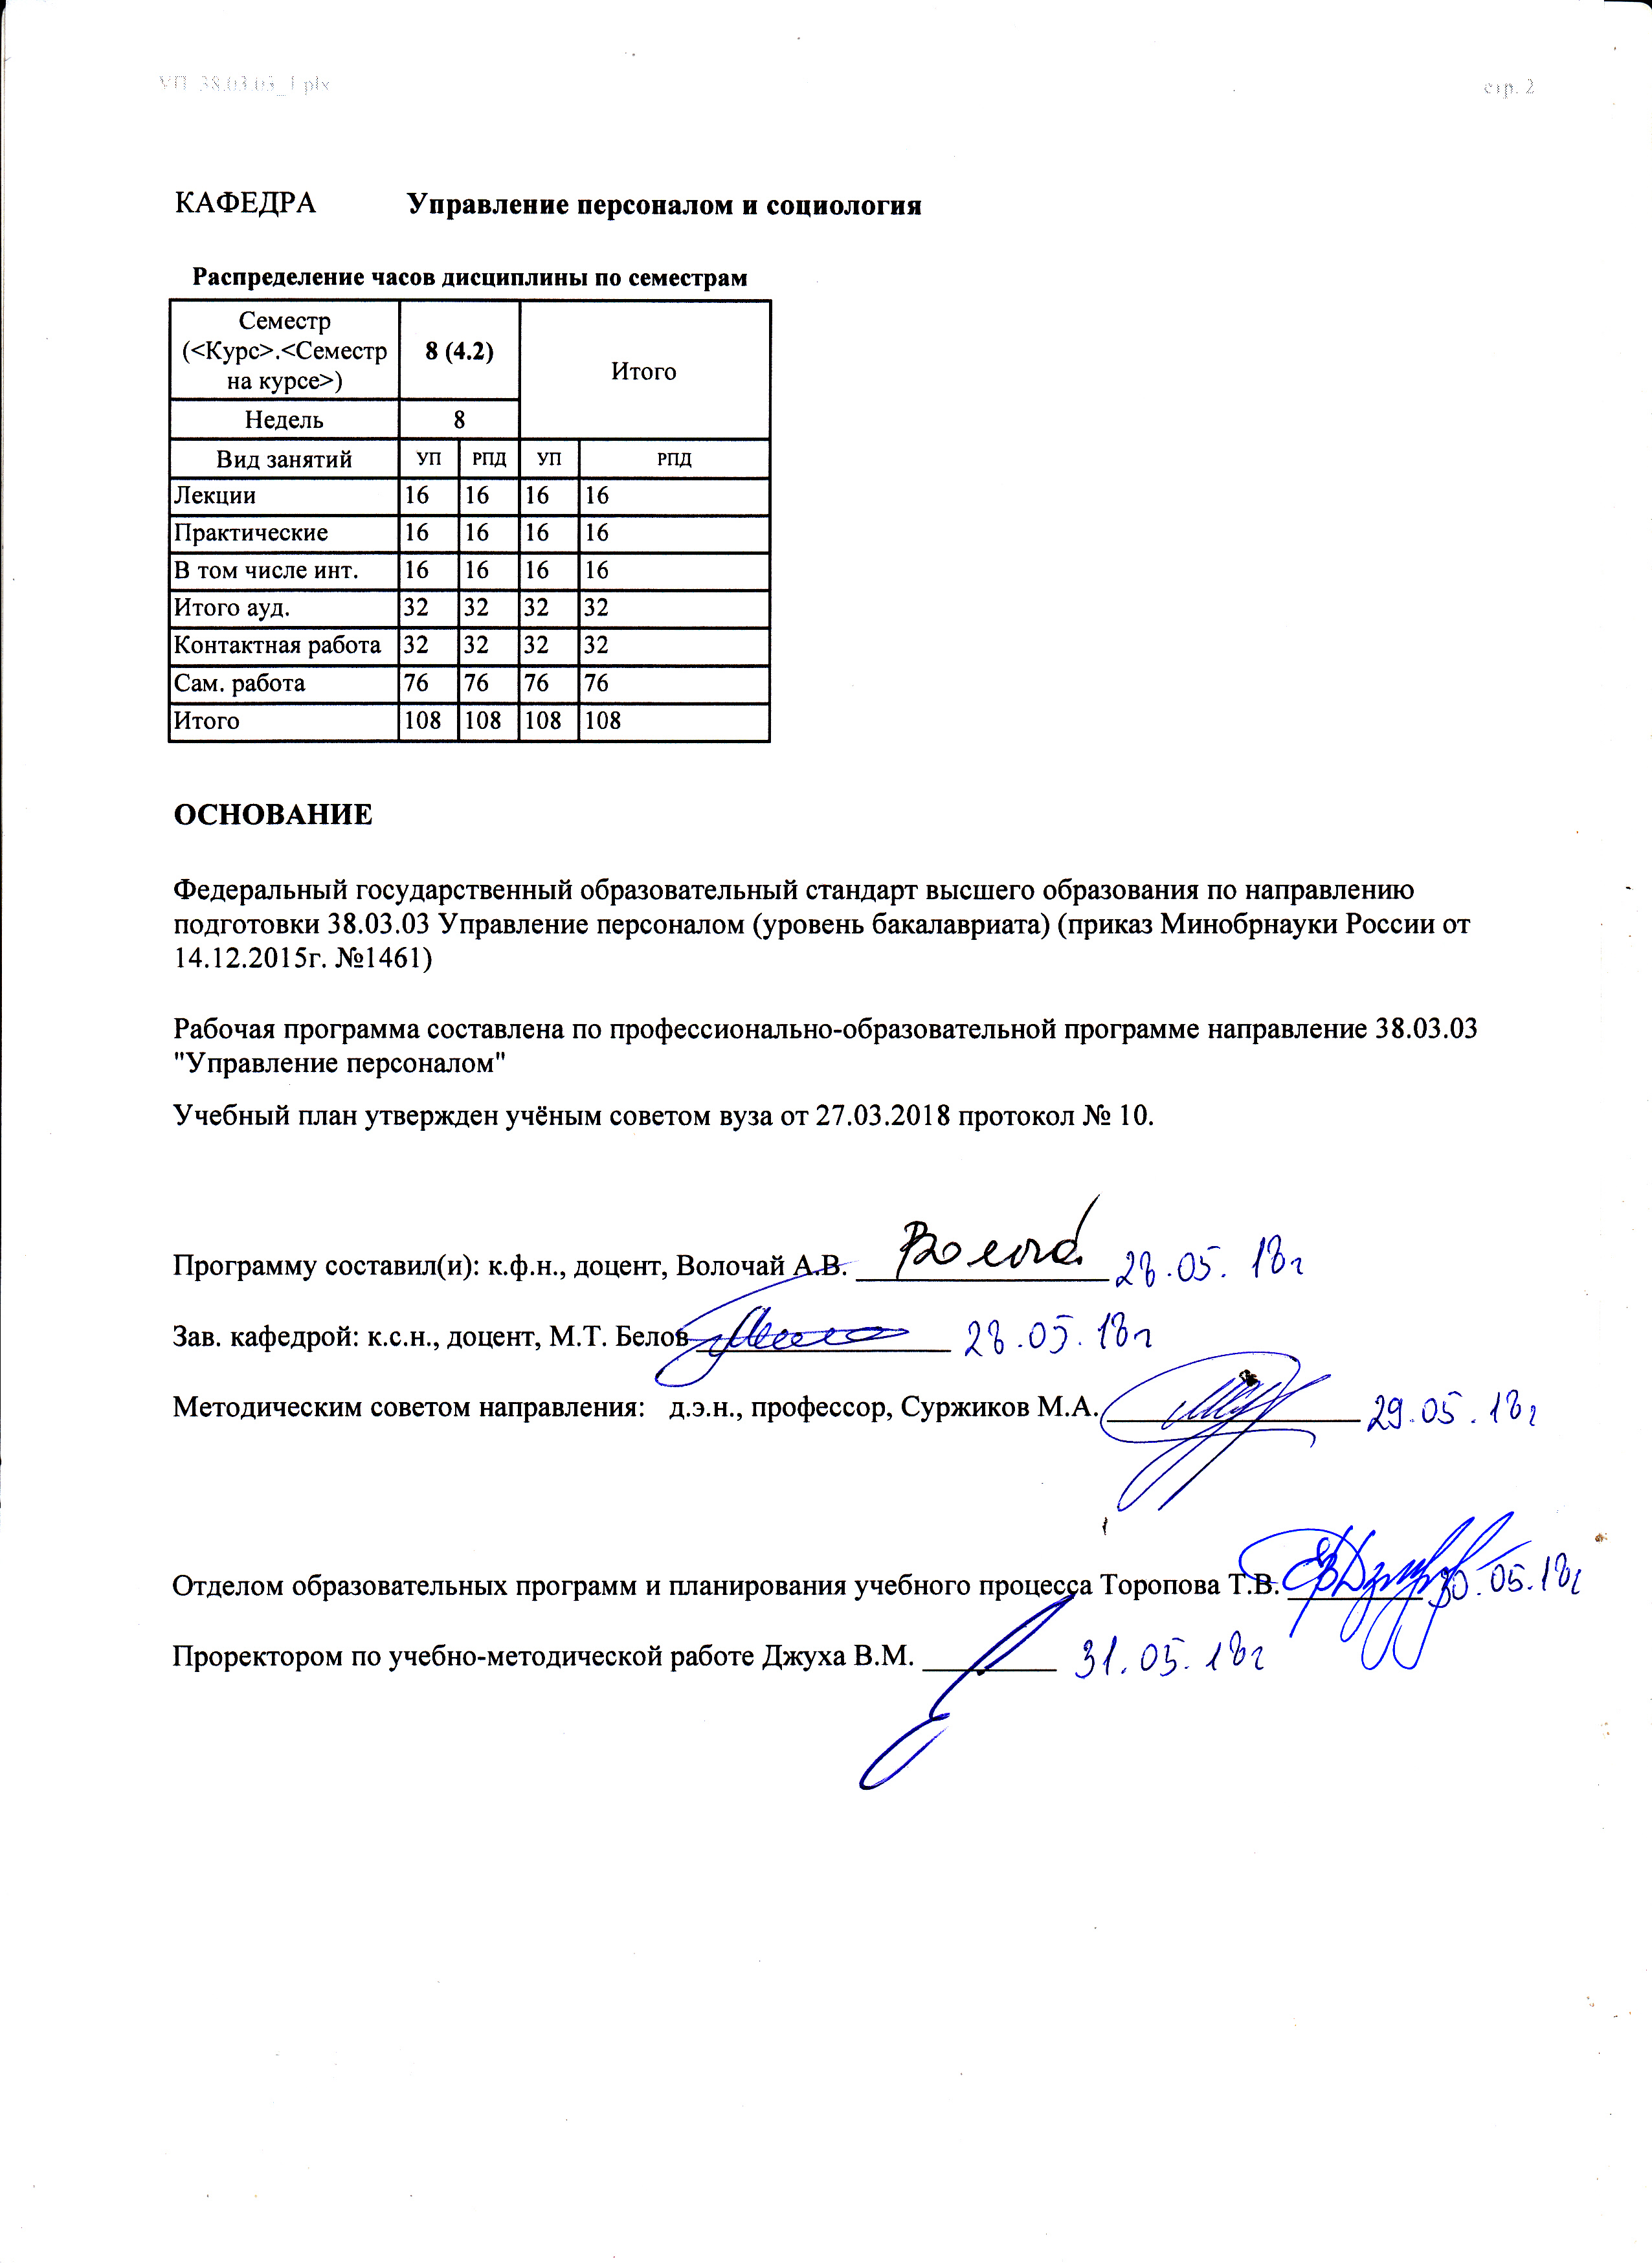 УП 38.03.03_1.plx стр. 2
КАФЕДРА Управление персоналом и социология
Распределение часов дисциплины по семестрам
Семестр
(<Курс>.<Семестр
на курсе>) 8 (4.2) Итого
Недель 8
Вид занятий УП РПД УП РПД
Лекции 16 16 16 16
Практические 16 16 16 16
В том числе инт. 16 16 16 16
Итого ауд. 32 32 32 32
Контактная работа 32 32 32 32
Сам. работа 76 76 76 76
Итого 108 108 108 108
ОСНОВАНИЕ
Федеральный государственный образовательный стандарт высшего образования по направлению
подготовки 38.03.03 Управление персоналом (уровень бакалавриата) (приказ Минобрнауки России от
14.12.2015г. №1461)
Рабочая программа составлена по профессионально-образовательной программе направление 38.03.03
"Управление персоналом"
Учебный план утвержден учёным советом вуза от 27.03.2018 протокол № 10.
Программу составил(и): к.ф.н., доцент, Волочай А.В. 28.05.18г
Зав. кафедрой: к.с.н., доцент, М.Т. Белов 28.05.18г
Методическим советом направления: д.э.н., профессор, Суржиков М.А. 29.05.18г
Отделом образовательных программ и планирования учебного процесса Торопова Т.В. 30.05.18г
Проректором по учебно-методической работе Джуха В.М. 31.05.18г